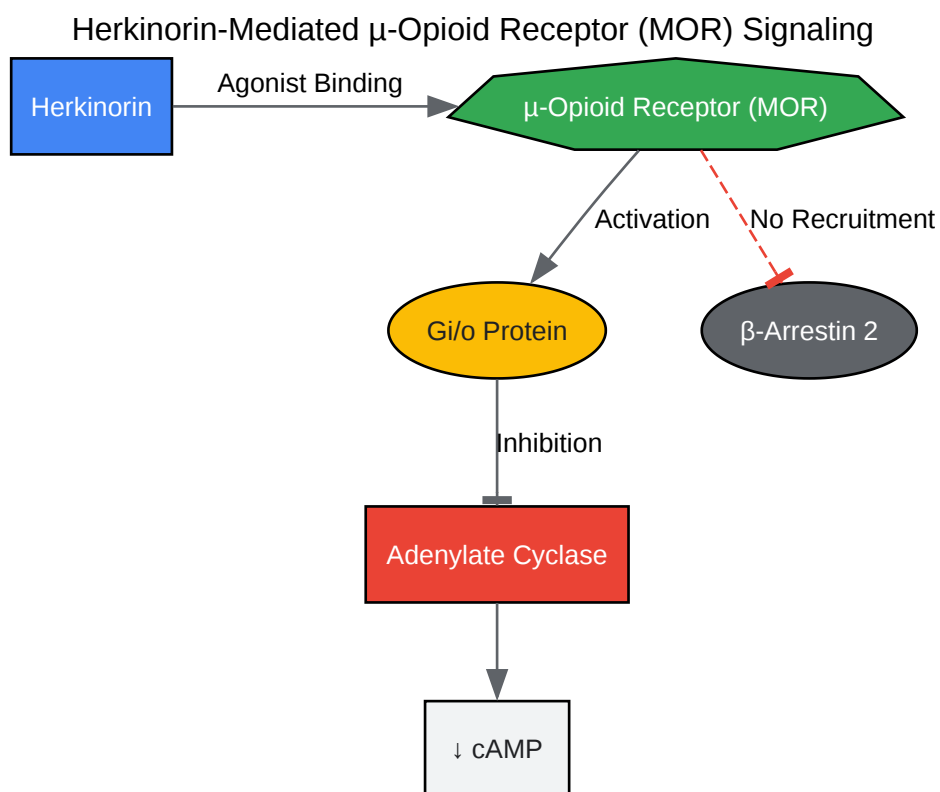 Herkinorin-Mediated µ-Opioid Receptor (MOR) Signaling
Herkinorin
Agonist Binding
µ-Opioid Receptor (MOR)
Activation
No Recruitment
Gi/o Protein
β-Arrestin 2
Inhibition
Adenylate Cyclase
↓ cAMP